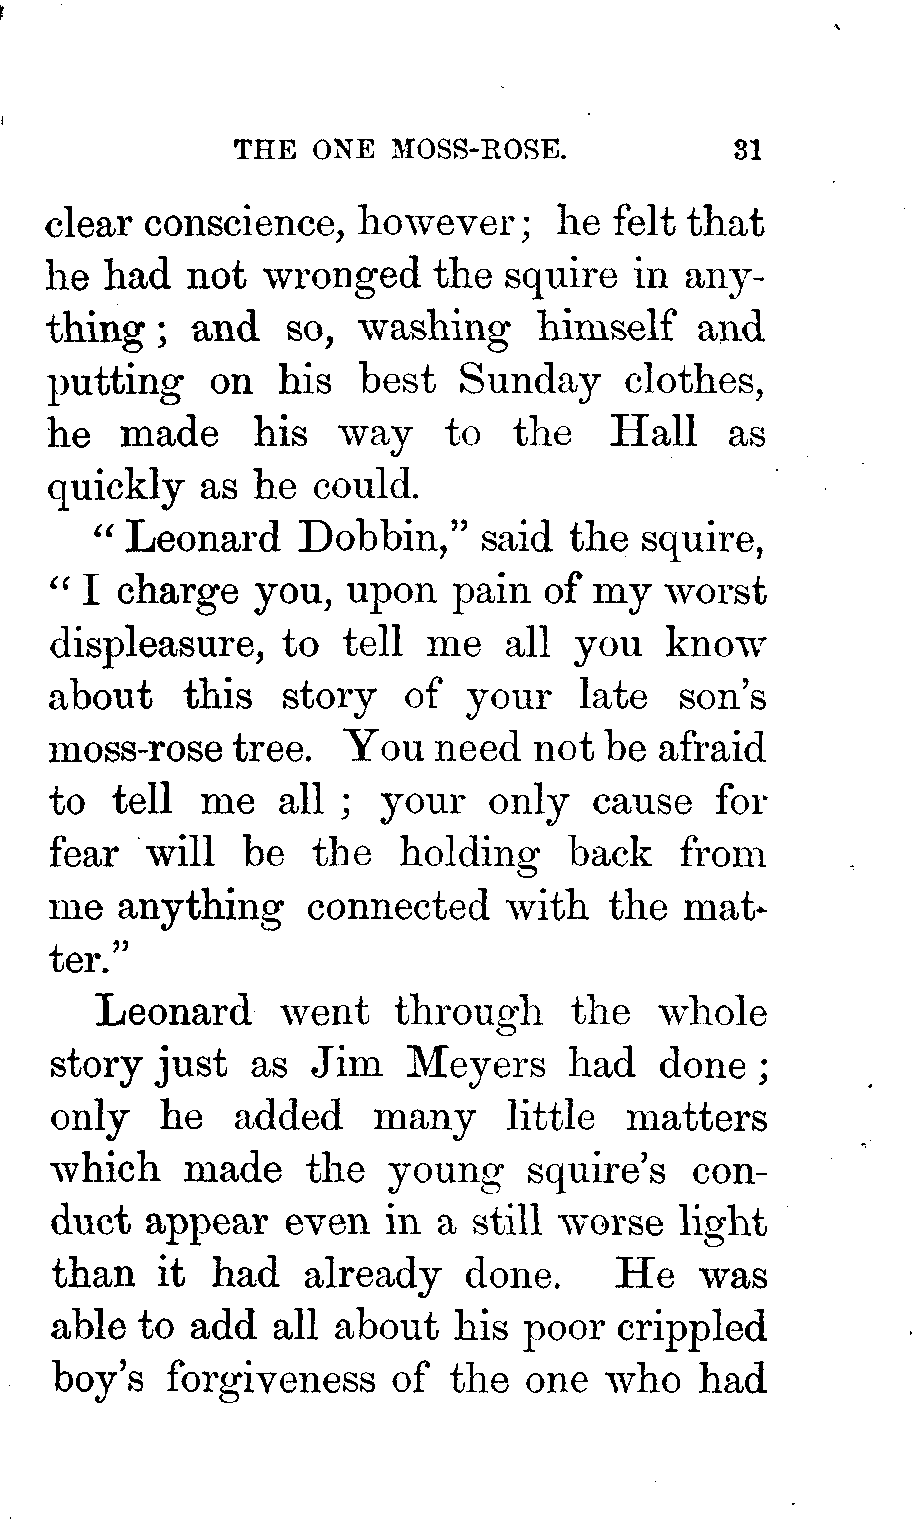 THE ONE MOSS-ROSE. 31
clear conscience, however; he felt that
he had not wronged the squire in any-
thing; and so, washing himself and
putting on his best Sunday clothes,
he made his way to the Hall as
quickly as he could.
"Leonard Dobbin," said the squire,
"I charge you, upon pain of my worst
displeasure, to tell me all you know
about this story of your late son's
moss-rose tree. You need not be afraid
to tell me all; your only cause for
fear will be the holding back from
me anything connected with the mat-
ter."
Leonard went through the whole
story just as Jim Meyers had done;
only he added many little matters
which made the young squire's con-
duct appear even in a still worse light
than it had already done. He was
able to add all about his poor crippled
boy's forgiveness of the one who had